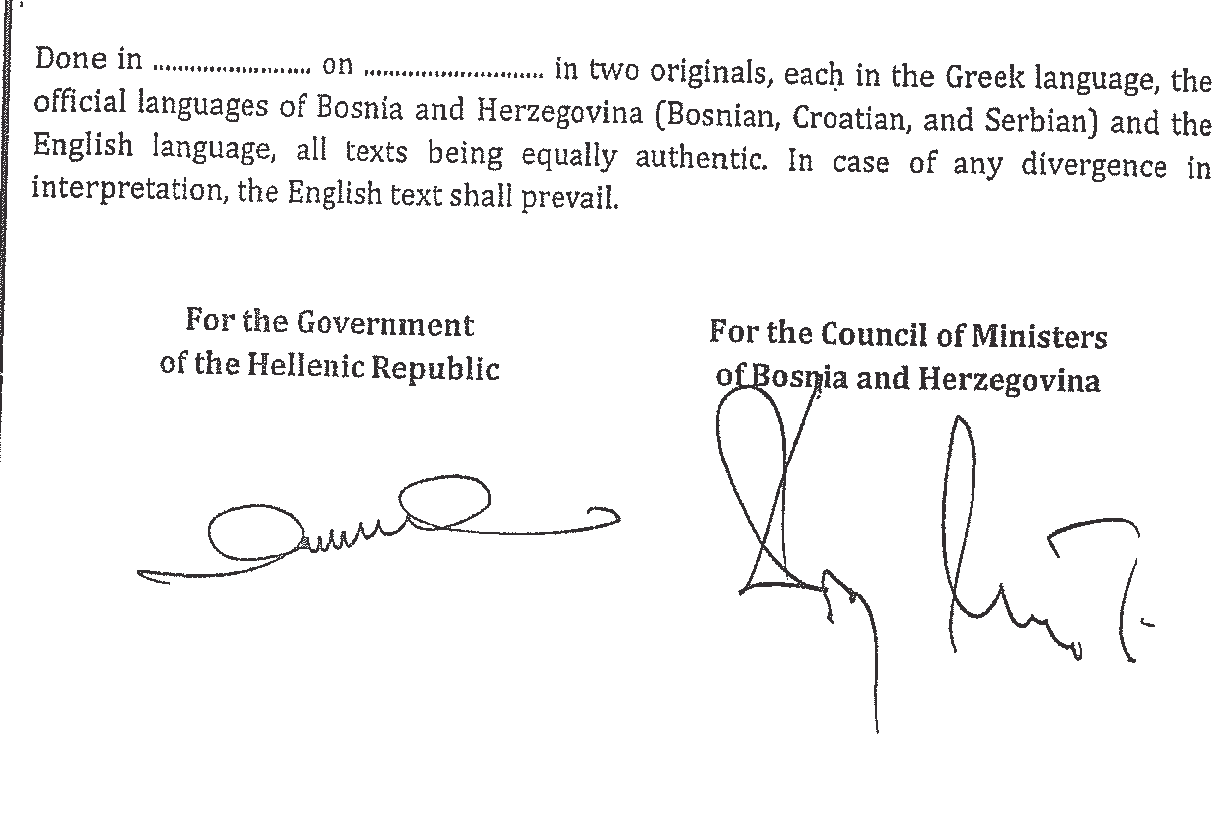 Done in ........................ on ........................... in two originals, each in the Greek language, the
official languages of Bosnia and Herzegovina (Bosnian, Croatian, and Serbian) and the
English language, all texts being equally authentic. In case of any divergence in
interpretation, the English text shall prevail.
For the Government
of the Hellenic Republic
For the Council of Ministers
of Bosnia and Herzegovina